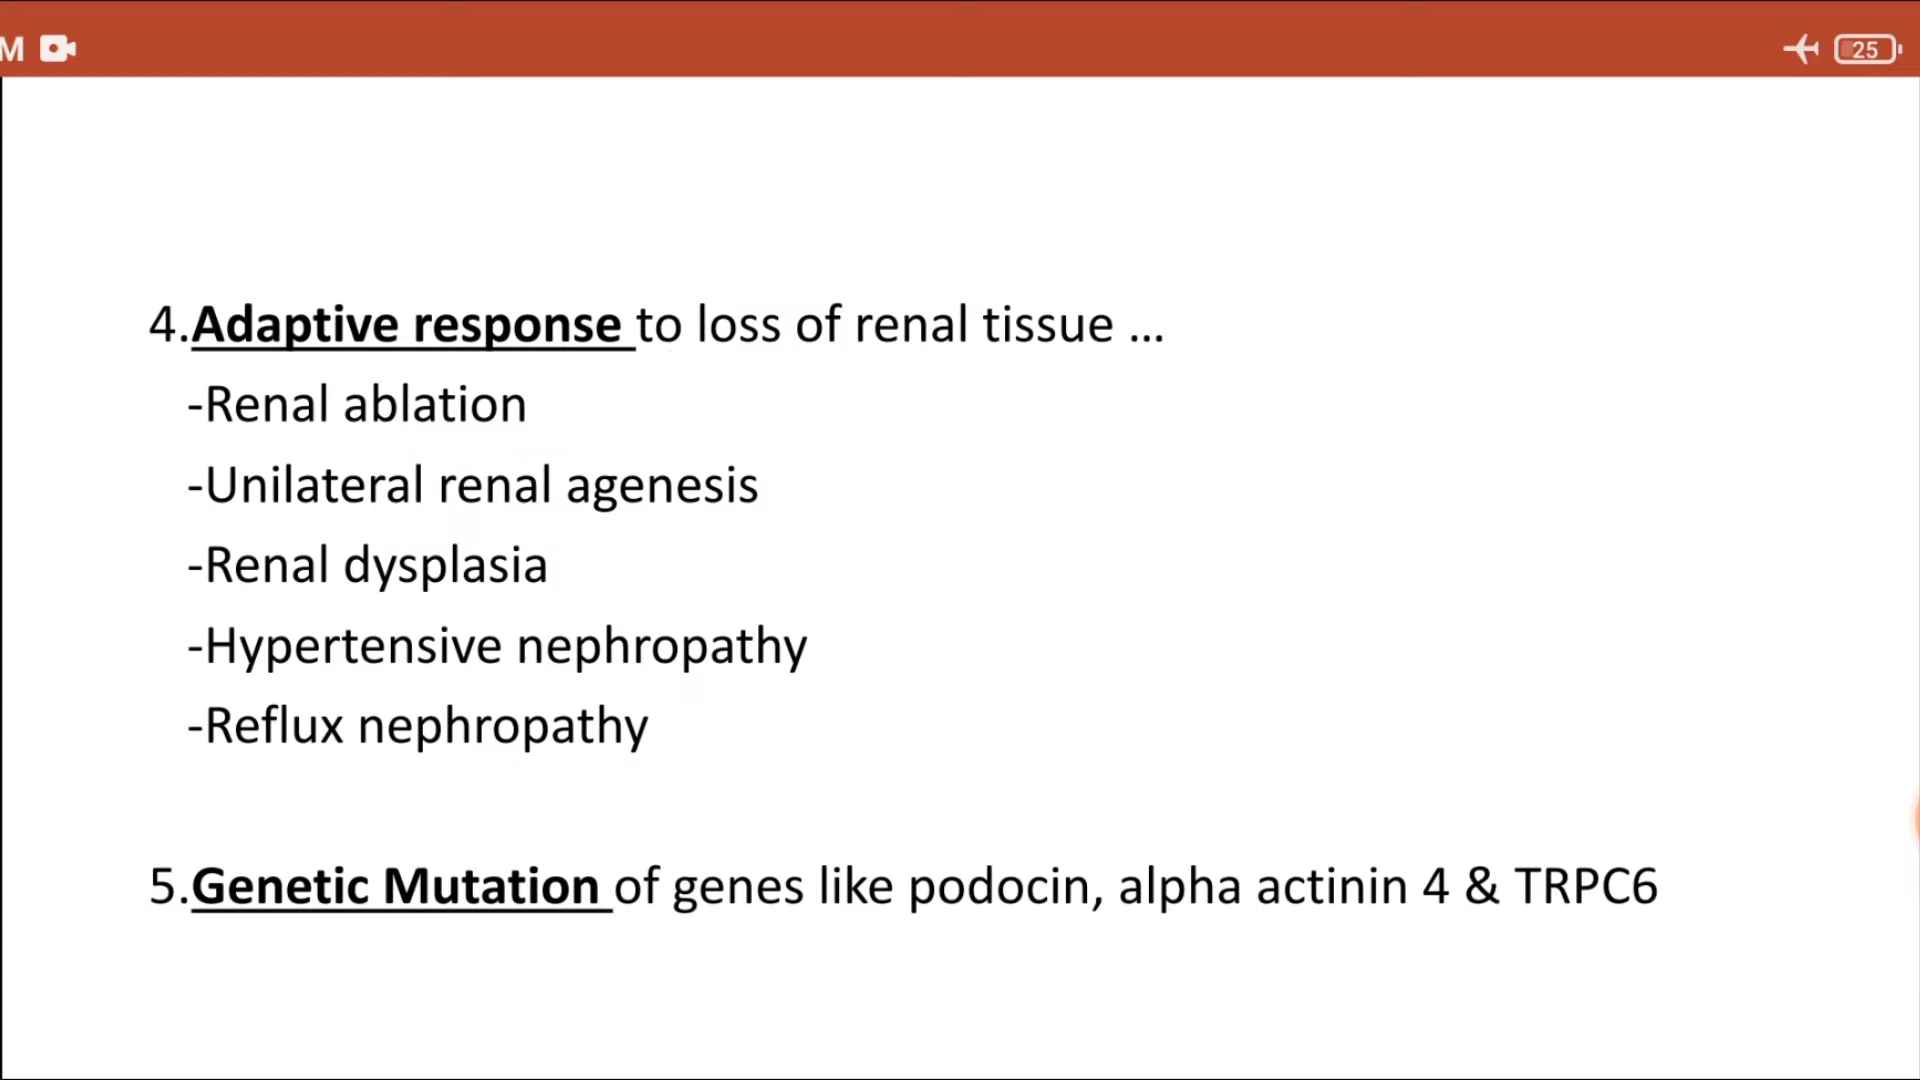 M
25
4.Adaptive response to loss of renal tissue ...
-Renal ablation
-Unilateral renal agenesis
-Renal dysplasia
-Hypertensive nephropathy
-Reflux nephropathy
5.Genetic Mutation of genes like podocin, alpha actinin 4 & TRPC6